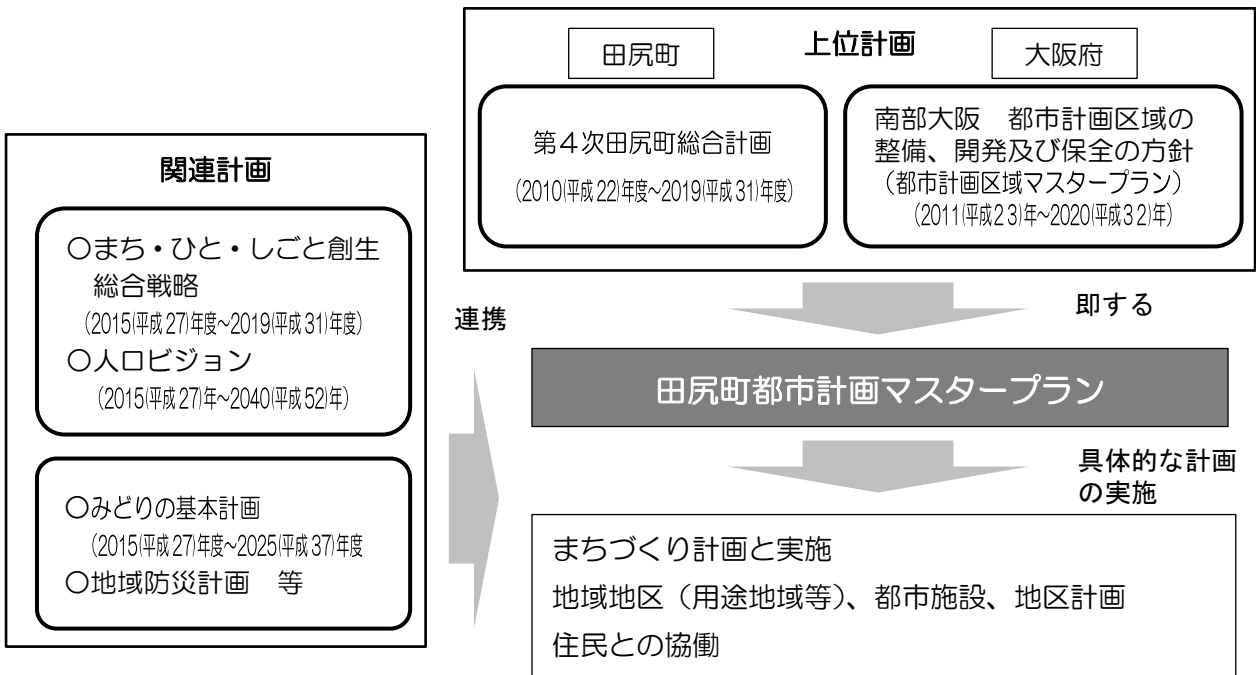 上位計画
田尻町
大阪府
第４次田尻町総合計画
(2010(平成22)年度~2019(平成31)年度)
南部大阪　都市計画区域の
整備、開発及び保全の方針
（都市計画区域マスタープラン）
(2011(平成23)年~2020(平成32)年)
関連計画
○まち・ひと・しごと創生
総合戦略
(2015(平成27)年度~2019(平成31)年度)
○人口ビジョン
(2015(平成27)年~2040(平成52)年)
○みどりの基本計画
(2015(平成27)年度~2025(平成37)年度
○地域防災計画　等
連携
即する
田尻町都市計画マスタープラン
具体的な計画
の実施
まちづくり計画と実施
地域地区（用途地域等）、都市施設、地区計画
住民との協働